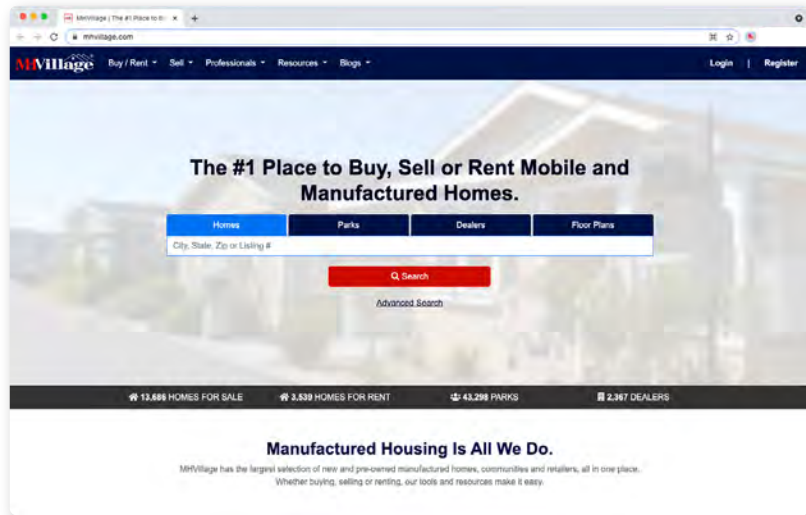 MHVillage | The #1 Place to B
mhvillage.com
MHVillage Buy / Rent Sell Professionals Resources Blogs Login | Register
The #1 Place to Buy, Sell or Rent Mobile and
Manufactured Homes.
Homes Parks Dealers Floor Plans
City, State, Zip or Listing #
Search
Advanced Search
13,686 HOMES FOR SALE 3,539 HOMES FOR RENT 43,298 PARKS 2,367 DEALERS
Manufactured Housing Is All We Do.
MHVillage has the largest selection of new and pre-owned manufactured homes, communities and retailers, all in one place.
Whether buying, selling or renting, our tools and resources make it easy.